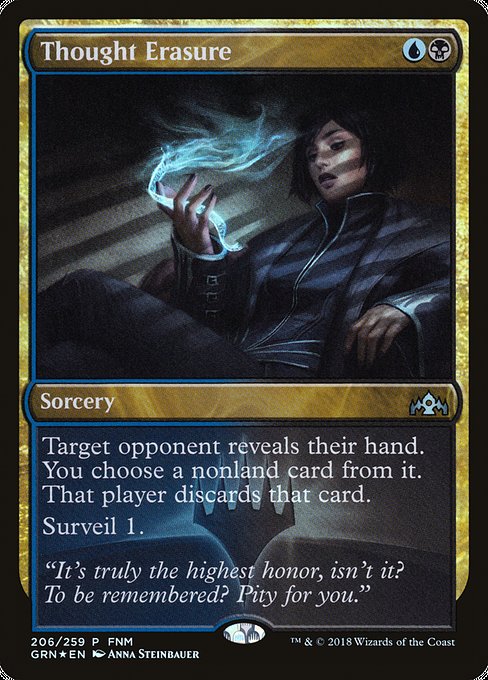 Thought Erasure
Sorcery
Target opponent reveals their hand.
You choose a nonland card from it.
That player discards that card.
Surveil 1.
“It’s truly the highest honor, isn’t it?
To be remembered? Pity for you.”
206/259 P FNM
GRN★EN Anna Steinbauer
™ & © 2018 Wizards of the Coast